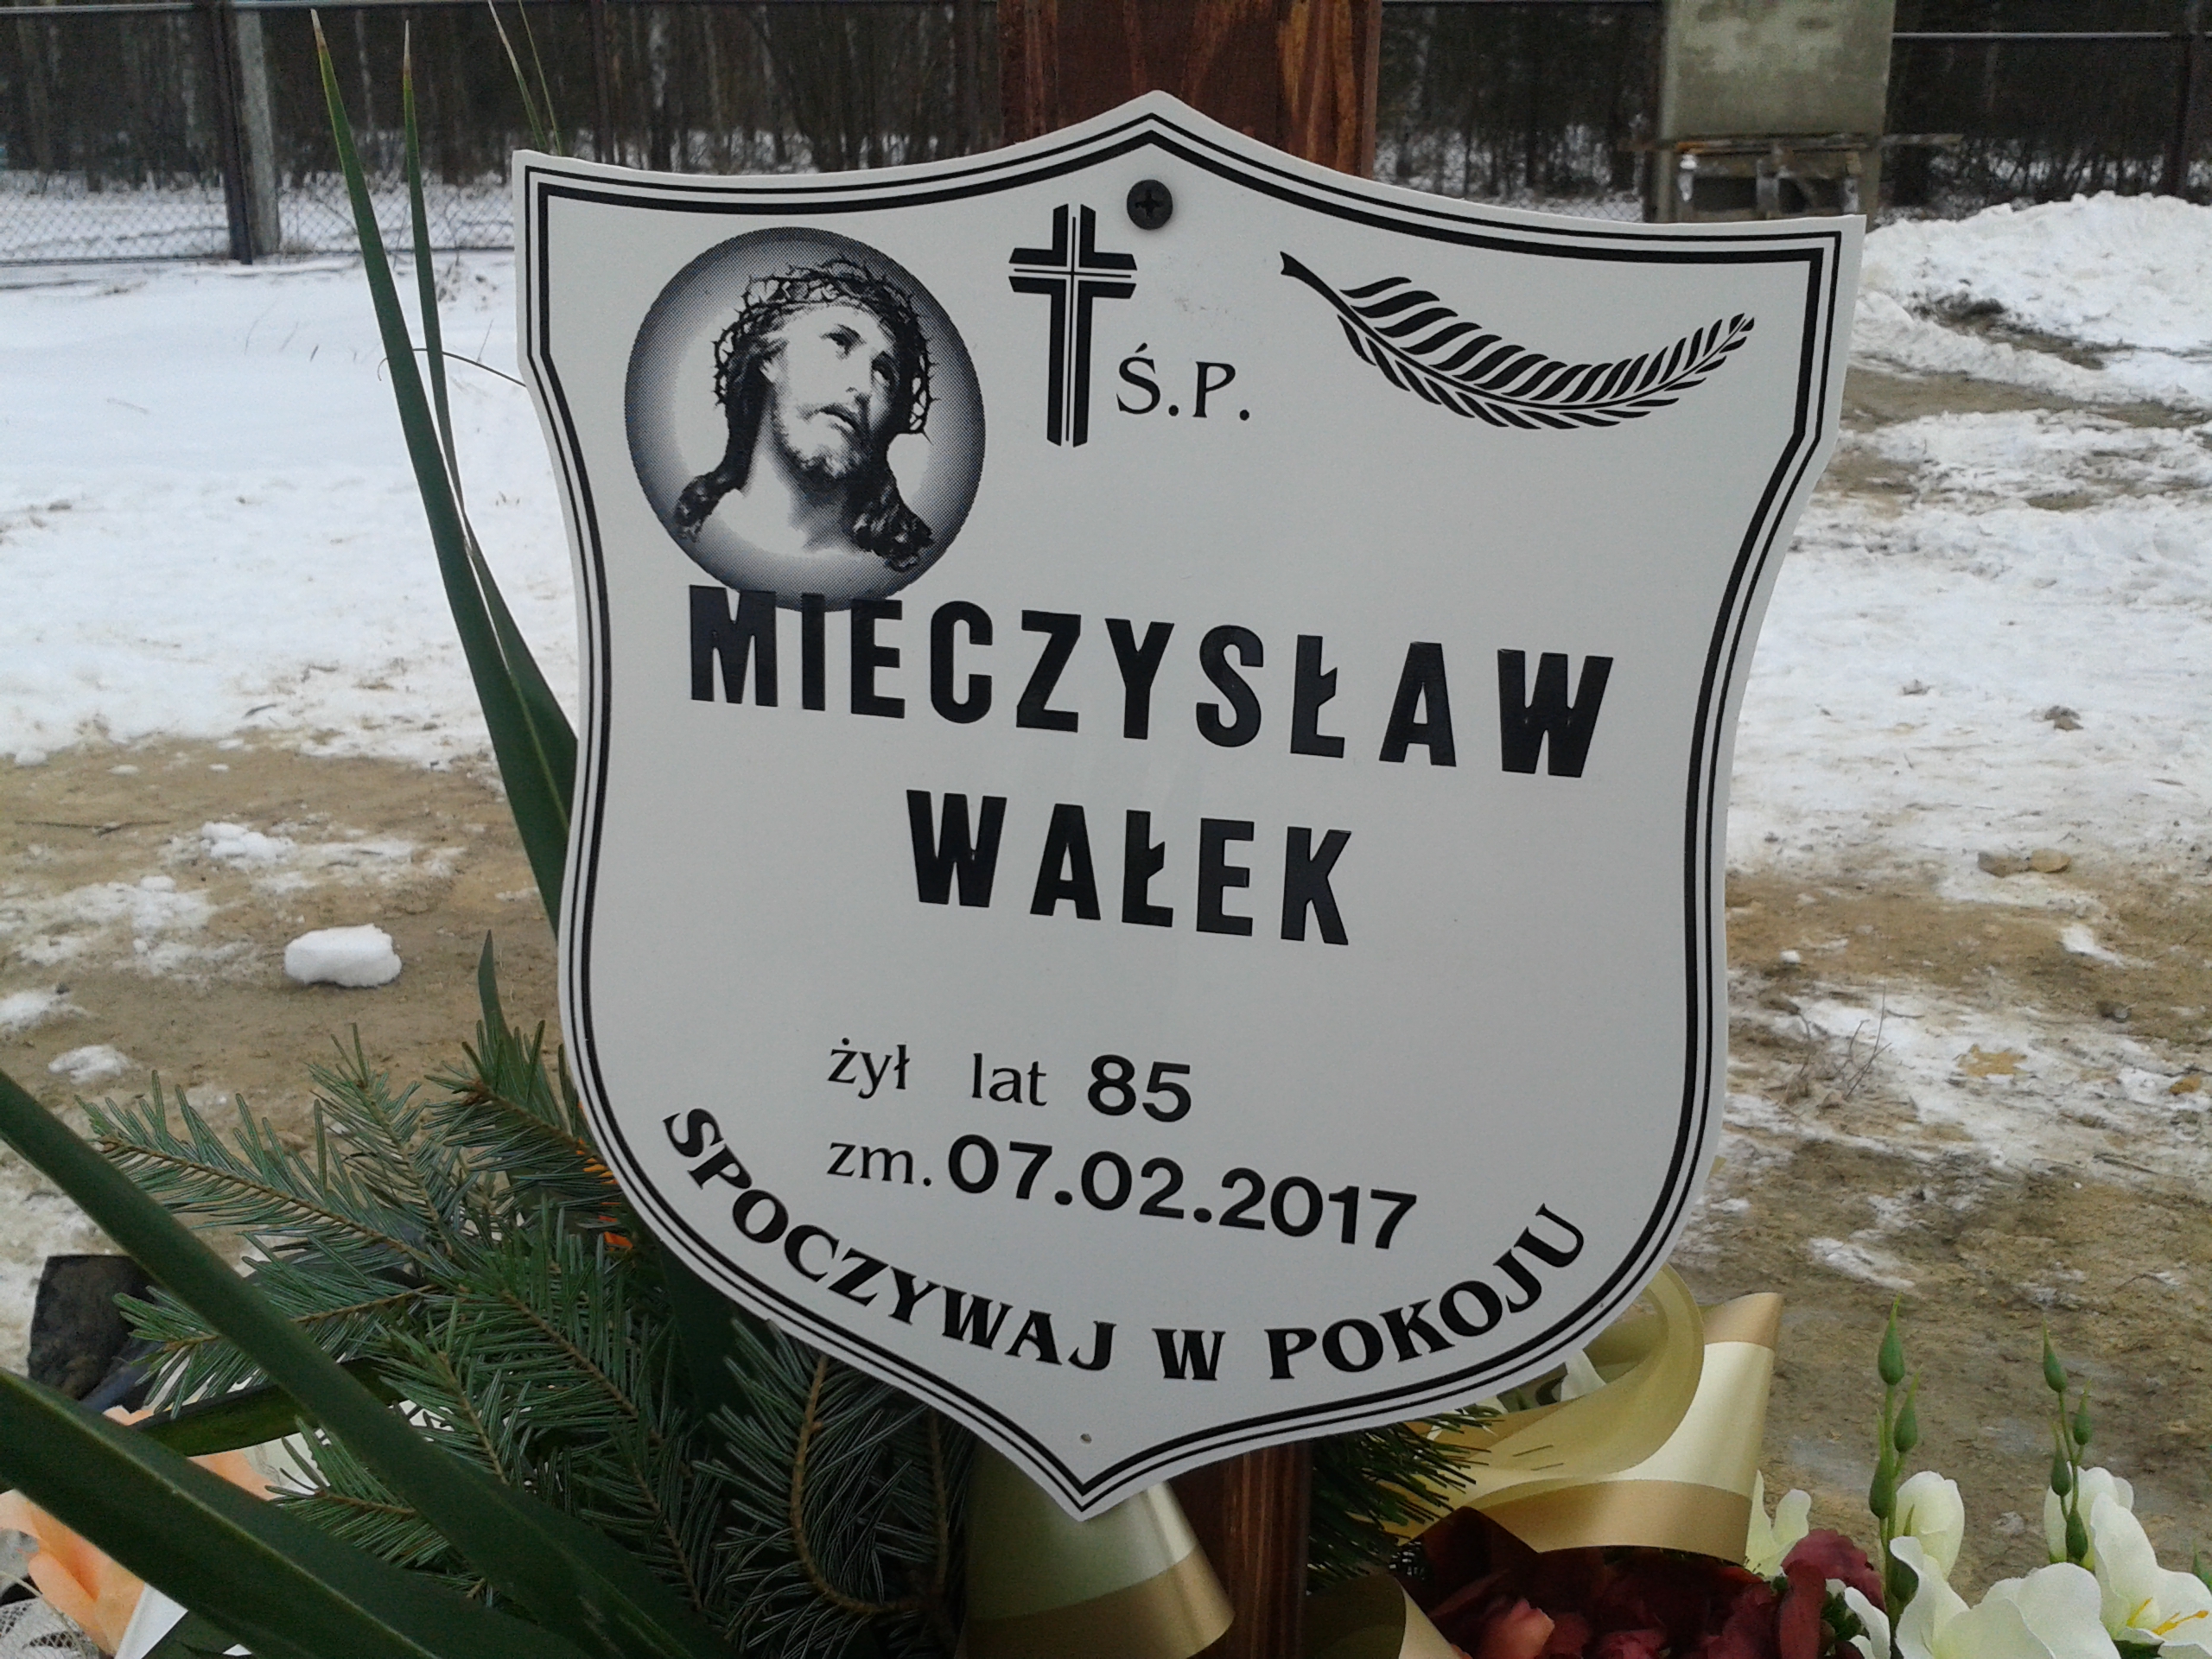 Ś.P.
MIECZYSŁAW
WAŁEK
żył lat 85
zm. 07.02.2017
SPOCZYWAJ W POKOJU